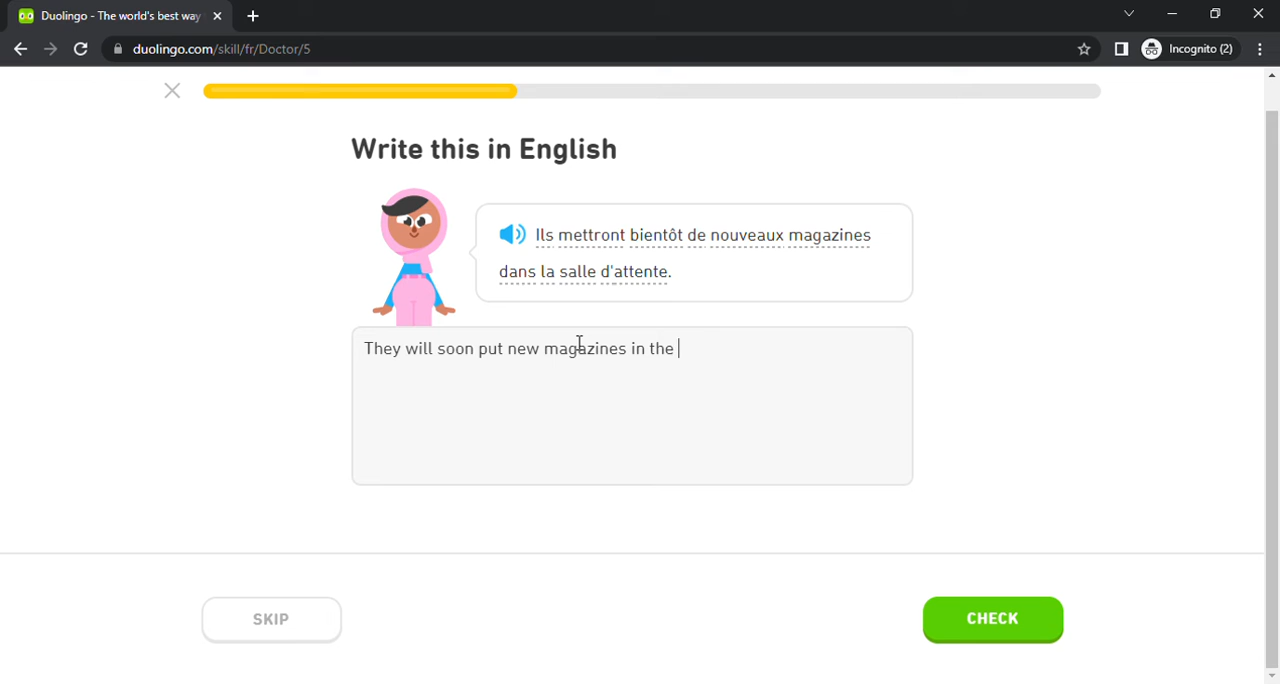 Duolingo - The world's best way
duolingo.com/skill/fr/Doctor/5
Incognito (2)
Write this in English
Ils mettront bientôt de nouveaux magazines
dans la salle d'attente.
They will soon put new magazines in the
SKIP
CHECK